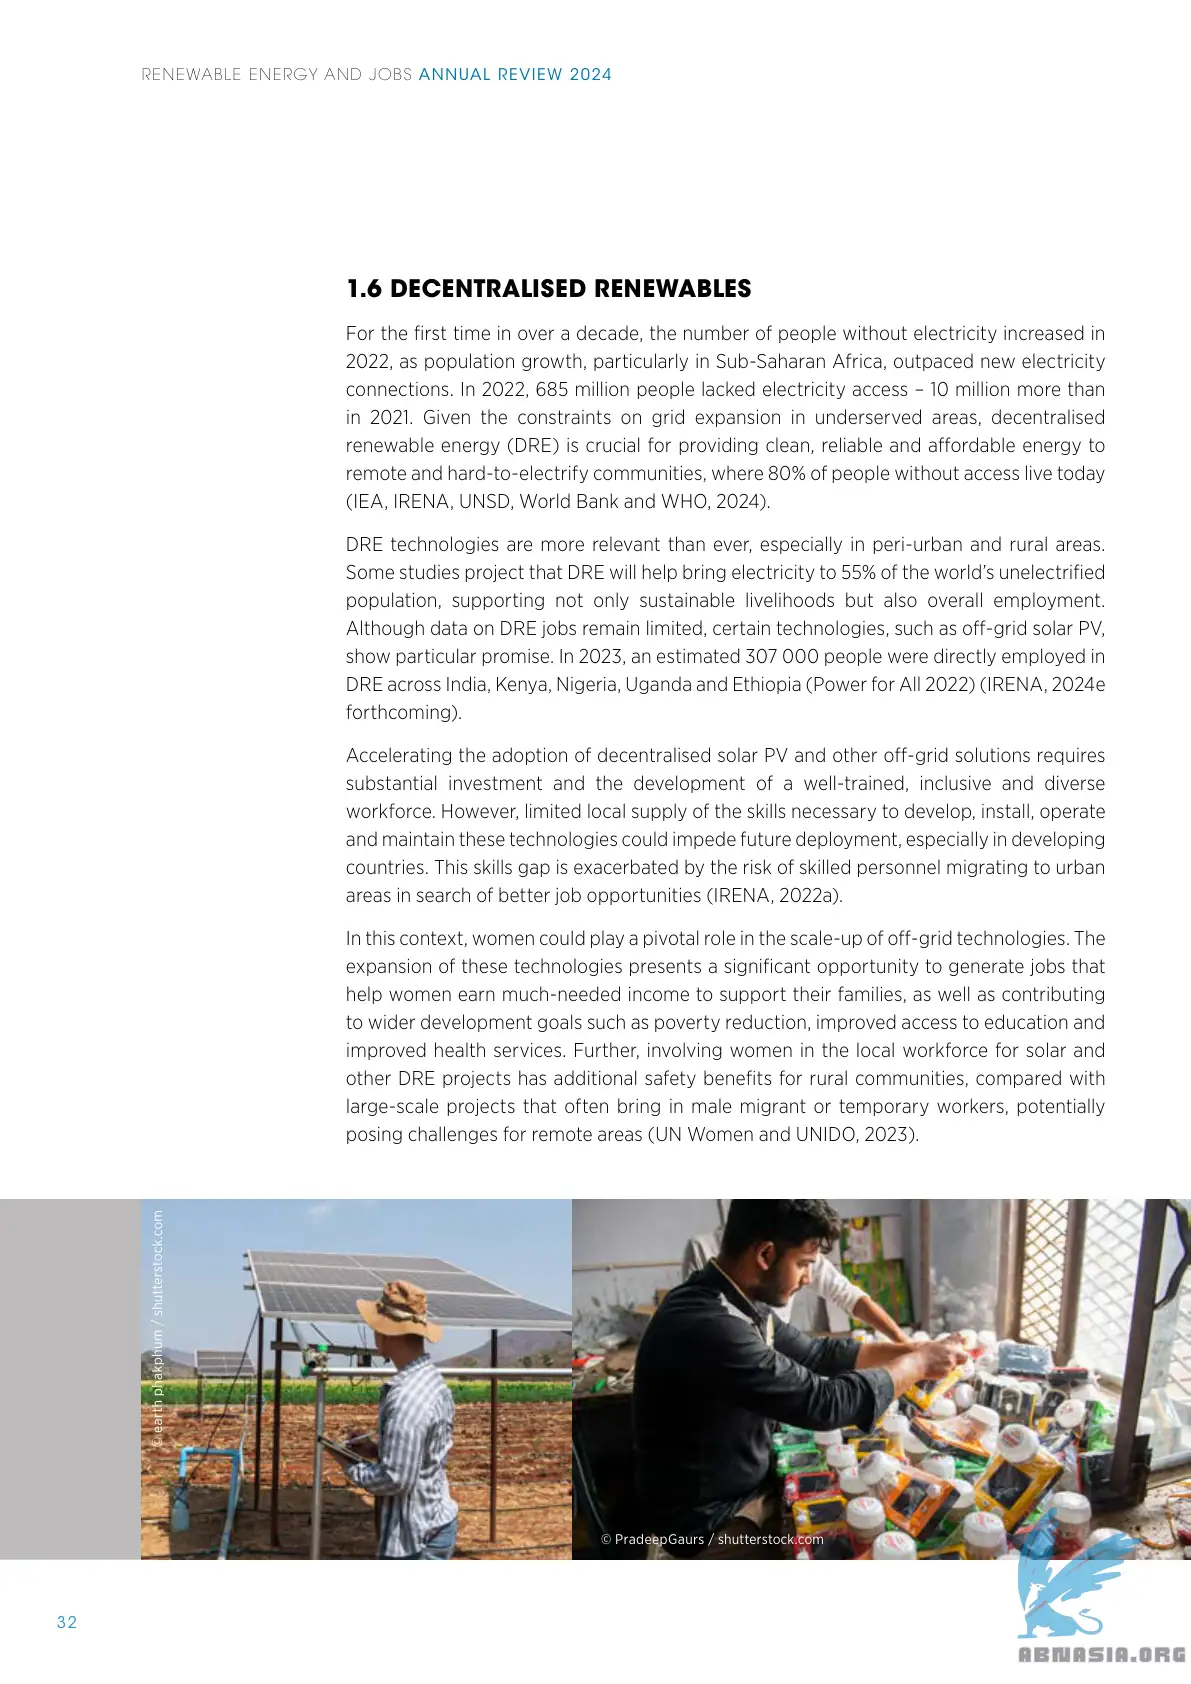 RENEWABLE ENERGY AND JOBS ANNUAL REVIEW 2024
1.6 DECENTRALISED RENEWABLES
For the first time in over a decade, the number of people without electricity increased in
2022, as population growth, particularly in Sub-Saharan Africa, outpaced new electricity
connections. In 2022, 685 million people lacked electricity access – 10 million more than
in 2021. Given the constraints on grid expansion in underserved areas, decentralised
renewable energy (DRE) is crucial for providing clean, reliable and affordable energy to
remote and hard-to-electrify communities, where 80% of people without access live today
(IEA, IRENA, UNSD, World Bank and WHO, 2024).
DRE technologies are more relevant than ever, especially in peri-urban and rural areas.
Some studies project that DRE will help bring electricity to 55% of the world’s unelectrified
population, supporting not only sustainable livelihoods but also overall employment.
Although data on DRE jobs remain limited, certain technologies, such as off-grid solar PV,
show particular promise. In 2023, an estimated 307 000 people were directly employed in
DRE across India, Kenya, Nigeria, Uganda and Ethiopia (Power for All 2022) (IRENA, 2024e
forthcoming).
Accelerating the adoption of decentralised solar PV and other off-grid solutions requires
substantial investment and the development of a well-trained, inclusive and diverse
workforce. However, limited local supply of the skills necessary to develop, install, operate
and maintain these technologies could impede future deployment, especially in developing
countries. This skills gap is exacerbated by the risk of skilled personnel migrating to urban
areas in search of better job opportunities (IRENA, 2022a).
In this context, women could play a pivotal role in the scale-up of off-grid technologies. The
expansion of these technologies presents a significant opportunity to generate jobs that
help women earn much-needed income to support their families, as well as contributing
to wider development goals such as poverty reduction, improved access to education and
improved health services. Further, involving women in the local workforce for solar and
other DRE projects has additional safety benefits for rural communities, compared with
large-scale projects that often bring in male migrant or temporary workers, potentially
posing challenges for remote areas (UN Women and UNIDO, 2023).
© earth phakphum / shutterstock.com
© PradeepGaurs / shutterstock.com
32
ABNASIA.ORG